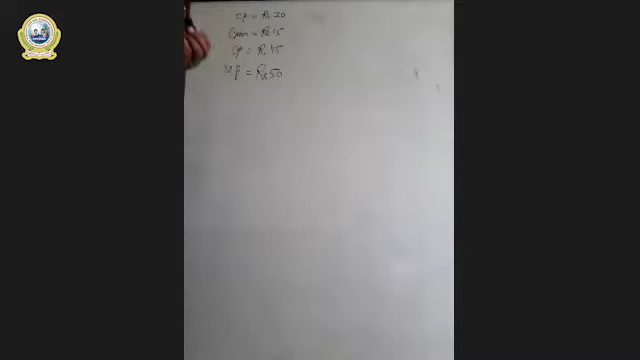 CP = Rs 30
Gain = Rs 15
SP = Rs 45
MP = Rs 50